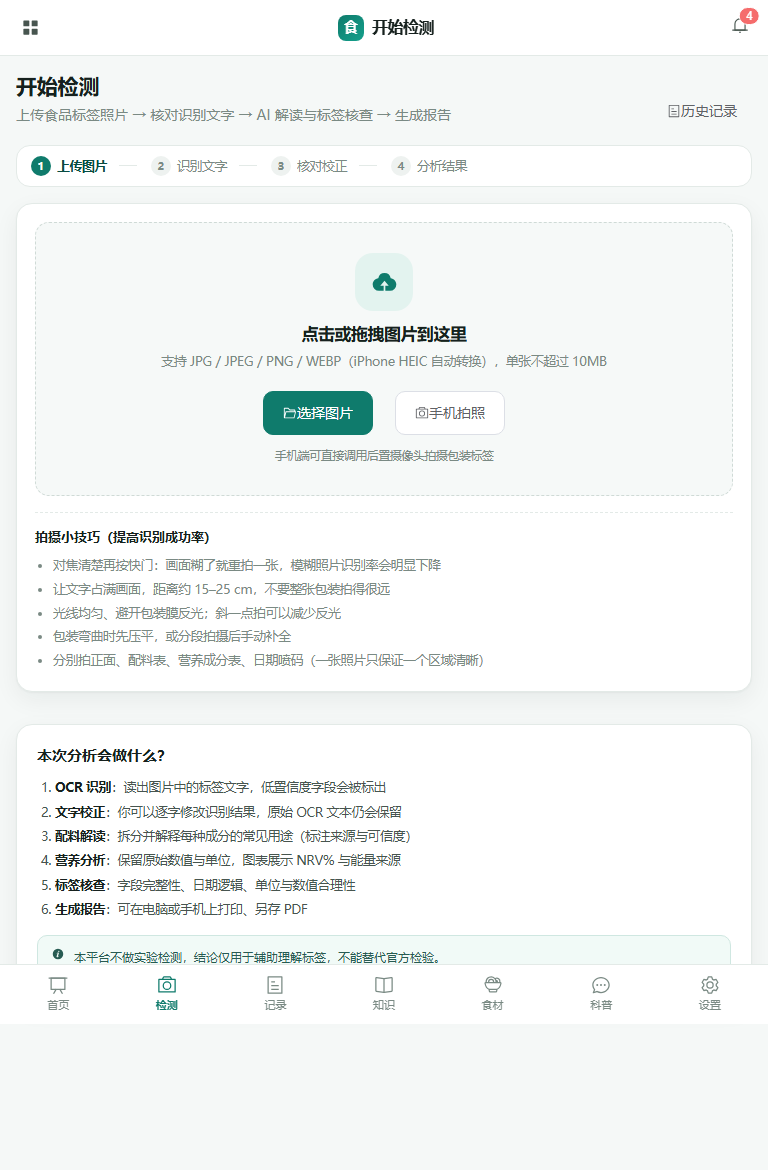 食 开始检测
4
开始检测
上传食品标签照片 → 核对识别文字 → AI 解读与标签核查 → 生成报告
历史记录
1 上传图片 2 识别文字 3 核对校正 4 分析结果
点击或拖拽图片到这里
支持 JPG / JPEG / PNG / WEBP（iPhone HEIC 自动转换），单张不超过 10MB
选择图片 手机拍照
手机端可直接调用后置摄像头拍摄包装标签
拍摄小技巧（提高识别成功率）
• 对焦清楚再按快门：画面糊了就重拍一张，模糊照片识别率会明显下降
• 让文字占满画面，距离约 15–25 cm，不要整张包装拍得很远
• 光线均匀、避开包装膜反光；斜一点拍可以减少反光
• 包装弯曲时先压平，或分段拍摄后手动补全
• 分别拍正面、配料表、营养成分表、日期喷码（一张照片只保证一个区域清晰）
本次分析会做什么？
1. OCR 识别：读出图片中的标签文字，低置信度字段会被标出
2. 文字校正：你可以逐字修改识别结果，原始 OCR 文本仍会保留
3. 配料解读：拆分并解释每种成分的常见用途（标注来源与可信度）
4. 营养分析：保留原始数值与单位，图表展示 NRV% 与能量来源
5. 标签核查：字段完整性、日期逻辑、单位与数值合理性
6. 生成报告：可在电脑或手机上打印、另存 PDF
本平台不做实验检测，结论仅用于辅助理解标签，不能替代官方检验。
首页 检测 记录 知识 食材 科普 设置